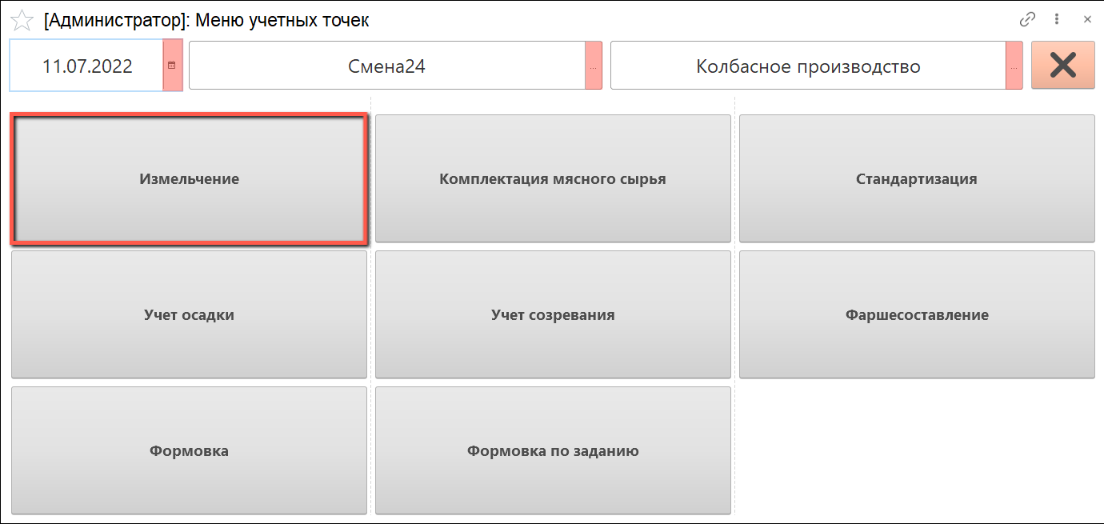 [Администратор]: Меню учетных точек
11.07.2022
Смена24
...
Колбасное производство
...
Измельчение
Комплектация мясного сырья
Стандартизация
Учет осадки
Учет созревания
Фаршесоставление
Формовка
Формовка по заданию